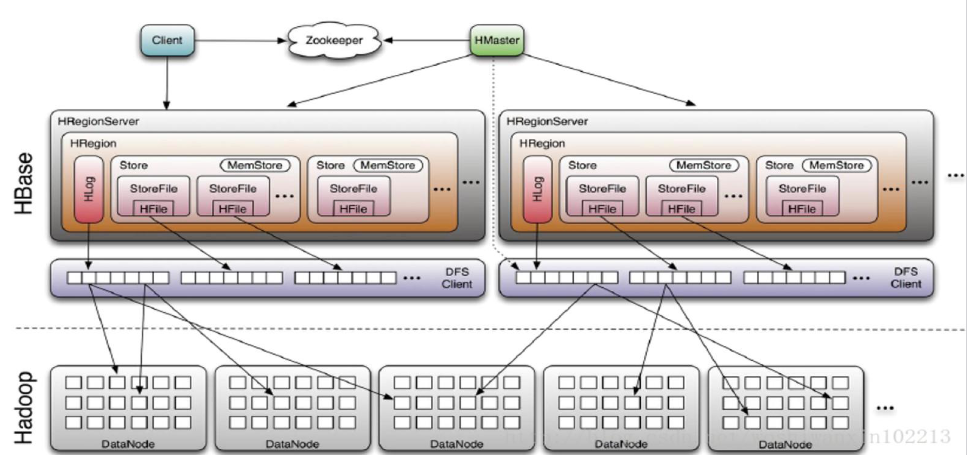 Client
Zookeeper
HMaster
HBase
HRegionServer
HRegion
HLog
Store
MemStore
StoreFile
HFile
StoreFile
HFile
...
Store
MemStore
StoreFile
HFile
...
...
HRegionServer
HRegion
HLog
Store
MemStore
StoreFile
HFile
StoreFile
HFile
...
Store
MemStore
StoreFile
HFile
...
...
...
...
DFS
Client
...
DFS
Client
Hadoop
DataNode
DataNode
DataNode
DataNode
DataNode
...